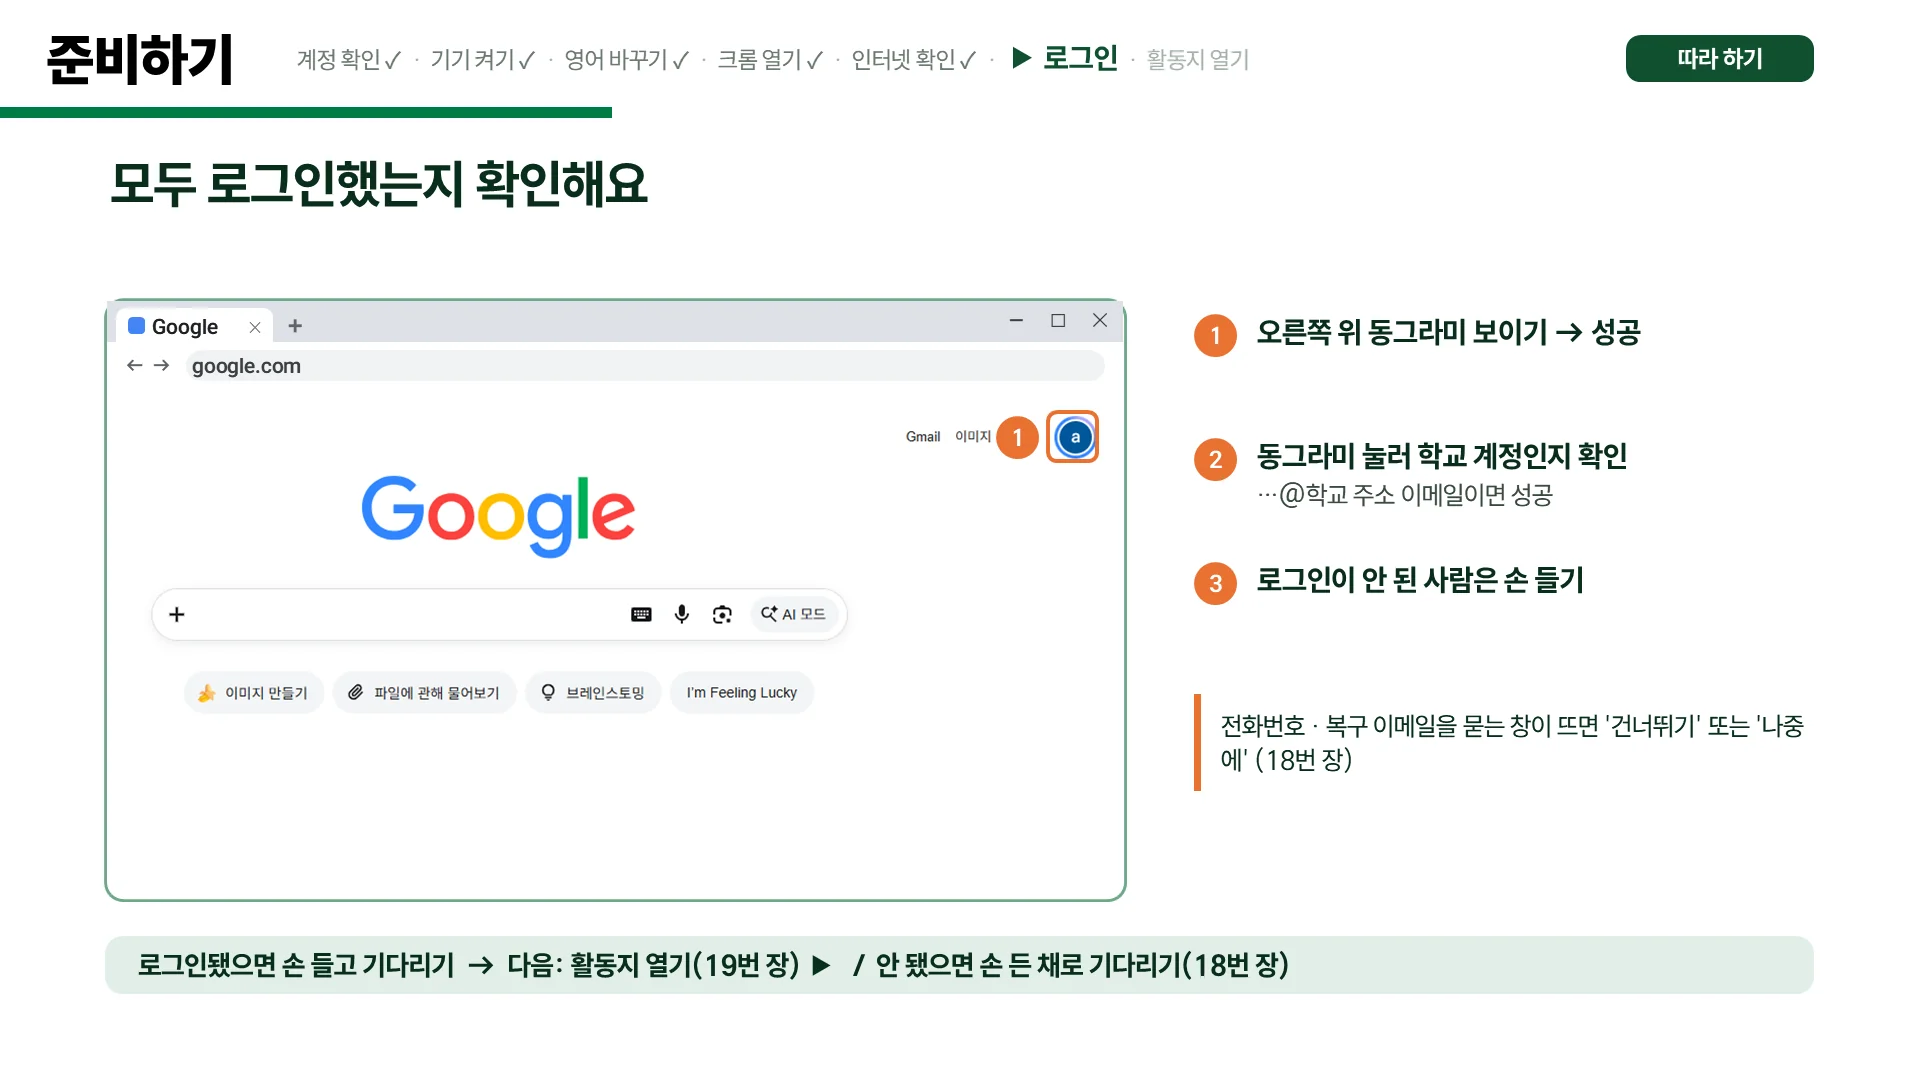 준비하기
계정 확인✓ · 기기 켜기✓ · 영어 바꾸기✓ · 크롬 열기✓ · 인터넷 확인✓ · ▶ 로그인 · 활동지 열기
따라 하기
모두 로그인했는지 확인해요
Google
google.com
Gmail 이미지 1 a
Google
AI 모드
이미지 만들기 파일에 관해 물어보기 브레인스토밍 I'm Feeling Lucky
1 오른쪽 위 동그라미 보이기 → 성공
2 동그라미 눌러 학교 계정인지 확인
…@학교 주소 이메일이면 성공
3 로그인이 안 된 사람은 손 들기
전화번호 · 복구 이메일을 묻는 창이 뜨면 '건너뛰기' 또는 '나중
에' (18번 장)
로그인됐으면 손 들고 기다리기 → 다음: 활동지 열기(19번 장) ▶ / 안 됐으면 손 든 채로 기다리기(18번 장)